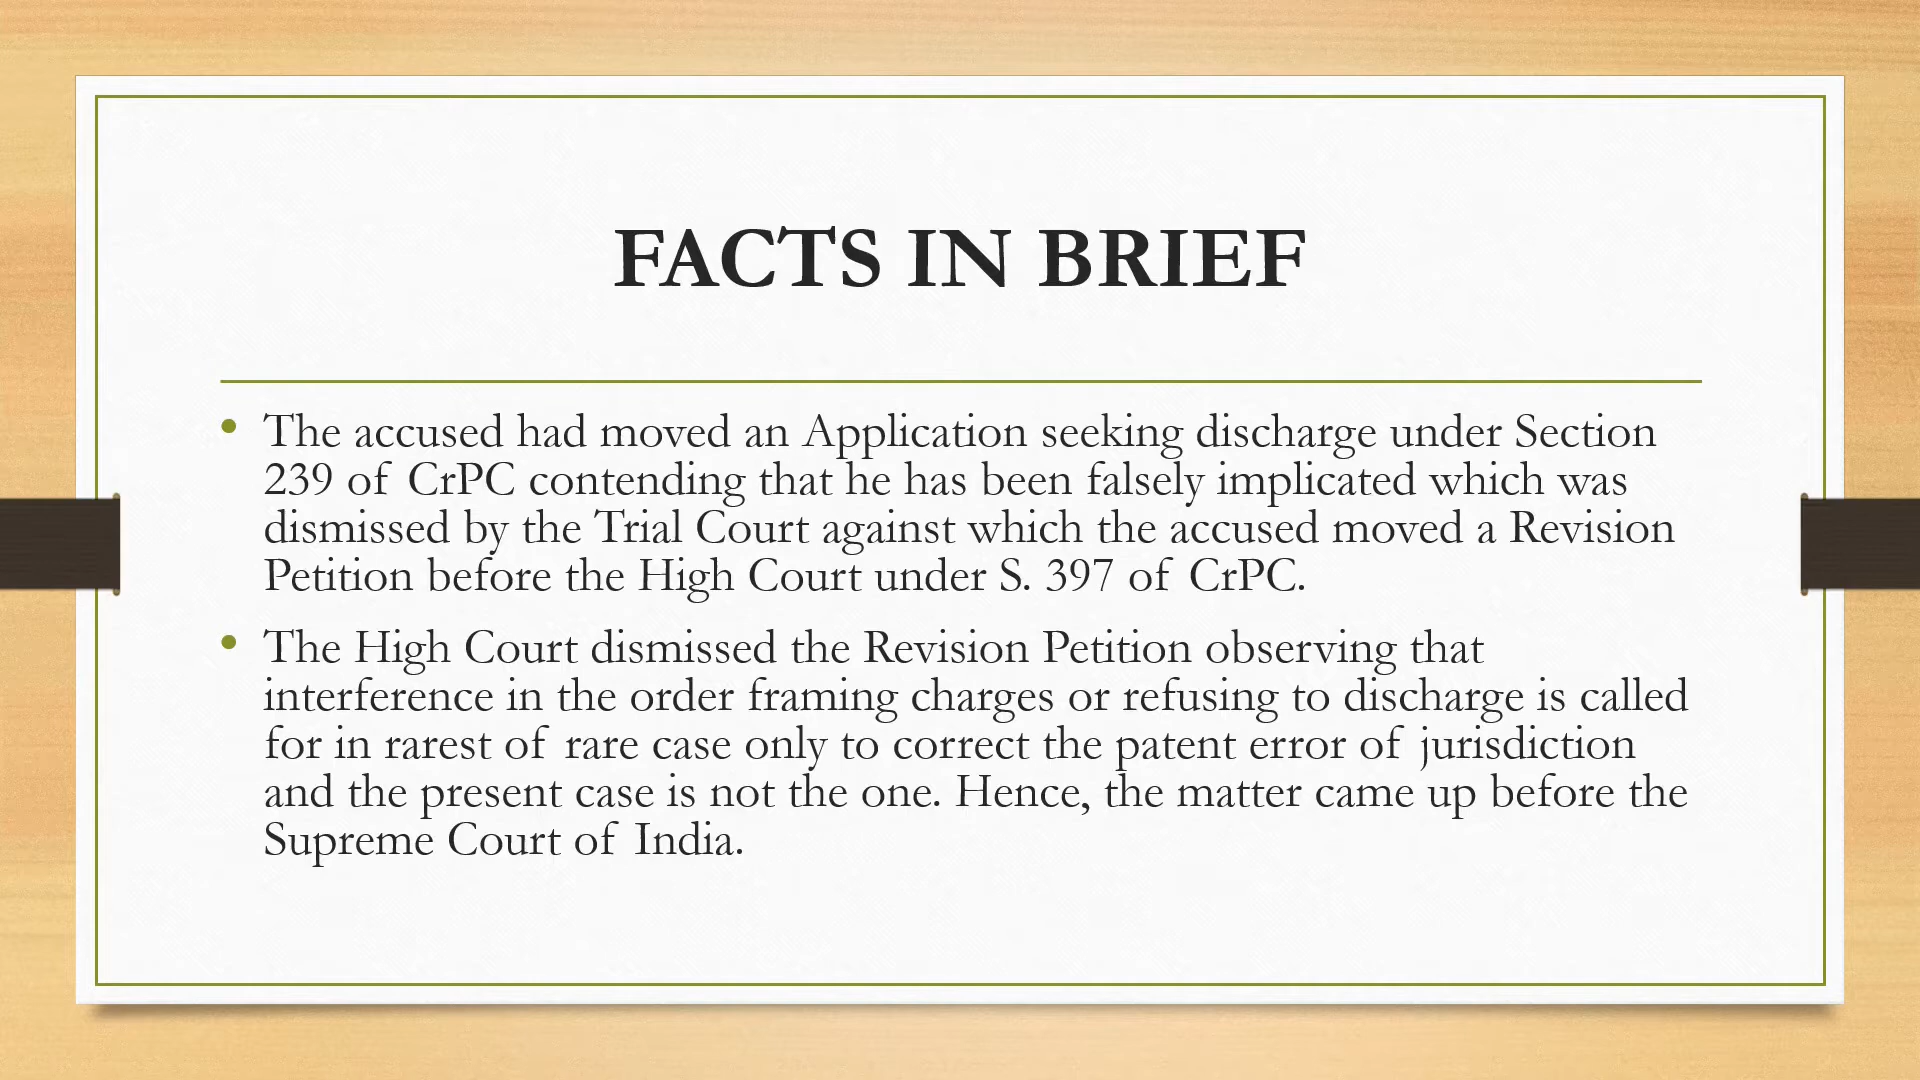 FACTS IN BRIEF
• The accused had moved an Application seeking discharge under Section
239 of CrPC contending that he has been falsely implicated which was
dismissed by the Trial Court against which the accused moved a Revision
Petition before the High Court under S. 397 of CrPC.
• The High Court dismissed the Revision Petition observing that
interference in the order framing charges or refusing to discharge is called
for in rarest of rare case only to correct the patent error of jurisdiction
and the present case is not the one. Hence, the matter came up before the
Supreme Court of India.